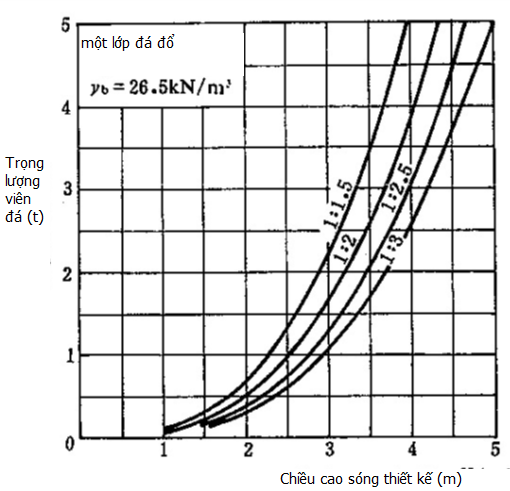 5
một lớp đá đổ
γb = 26.5kN/m³
4
Trọng
lượng
viên
đá (t)
3
1:1.5
1:2
1:2.5
1:3
2
1
0
1
2
3
4
5
Chiều cao sóng thiết kế (m)